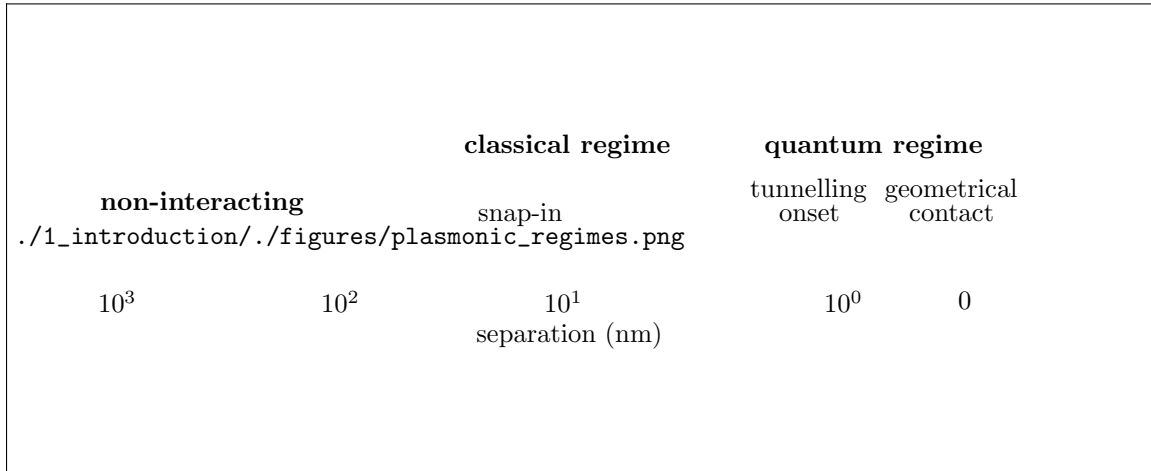 classical regime quantum regime
non-interacting snap-in tunnelling onset geometrical contact
./1_introduction/./figures/plasmonic_regimes.png
10³ 10² 10¹ 10⁰ 0
separation (nm)